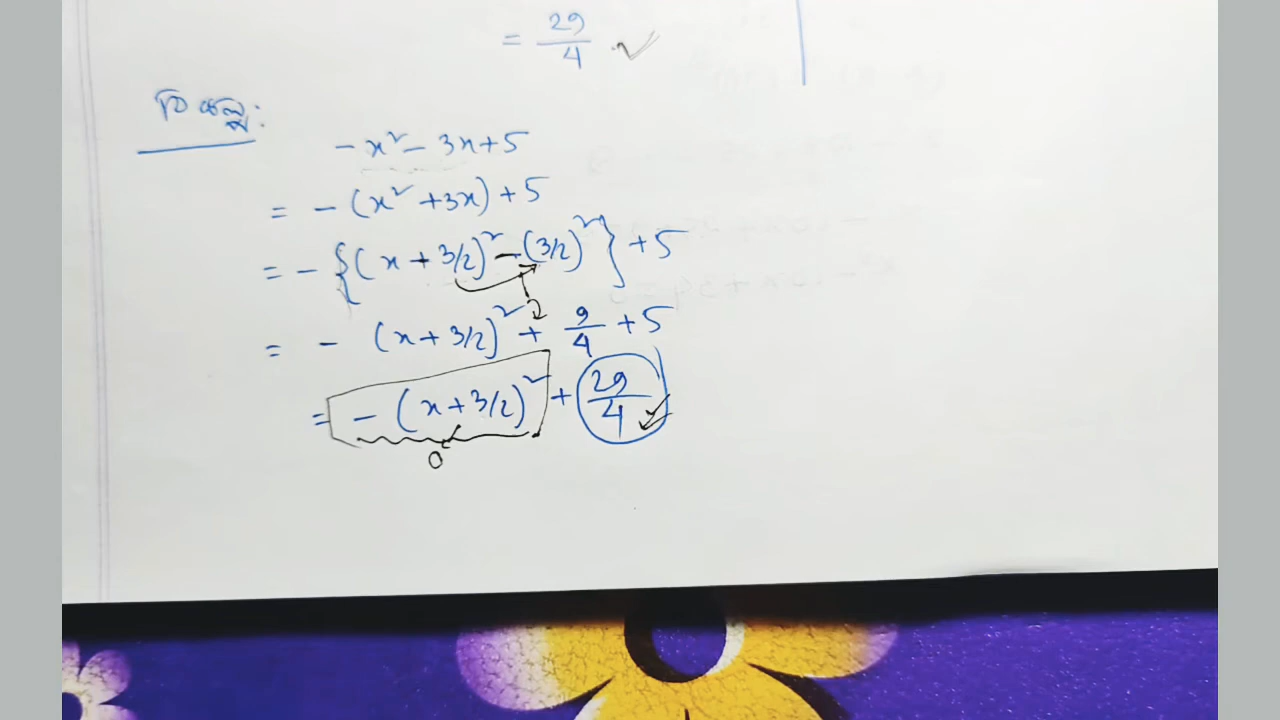 = 29/4 ✓
বিকল্প:
-x² - 3x + 5
= - (x² + 3x) + 5
= - {(x + 3/2)² - (3/2)²} + 5
= - (x + 3/2)² + 9/4 + 5
= - (x + 3/2)² + 29/4
0